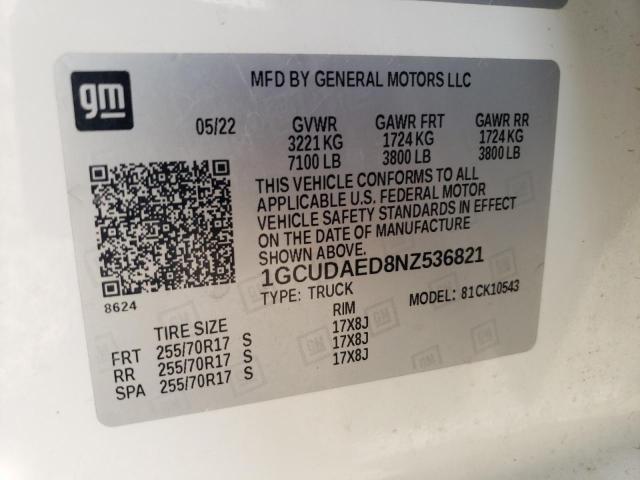 gm
MFD BY GENERAL MOTORS LLC
05/22 GVWR GAWR FRT GAWR RR
3221 KG 1724 KG 1724 KG
7100 LB 3800 LB 3800 LB
THIS VEHICLE CONFORMS TO ALL
APPLICABLE U.S. FEDERAL MOTOR
VEHICLE SAFETY STANDARDS IN EFFECT
ON THE DATE OF MANUFACTURE
SHOWN ABOVE.
1GCUDAED8NZ536821
8624
TYPE: TRUCK MODEL: 81CK10543
TIRE SIZE RIM
FRT 255/70R17 S 17X8J
RR 255/70R17 S 17X8J
SPA 255/70R17 S 17X8J